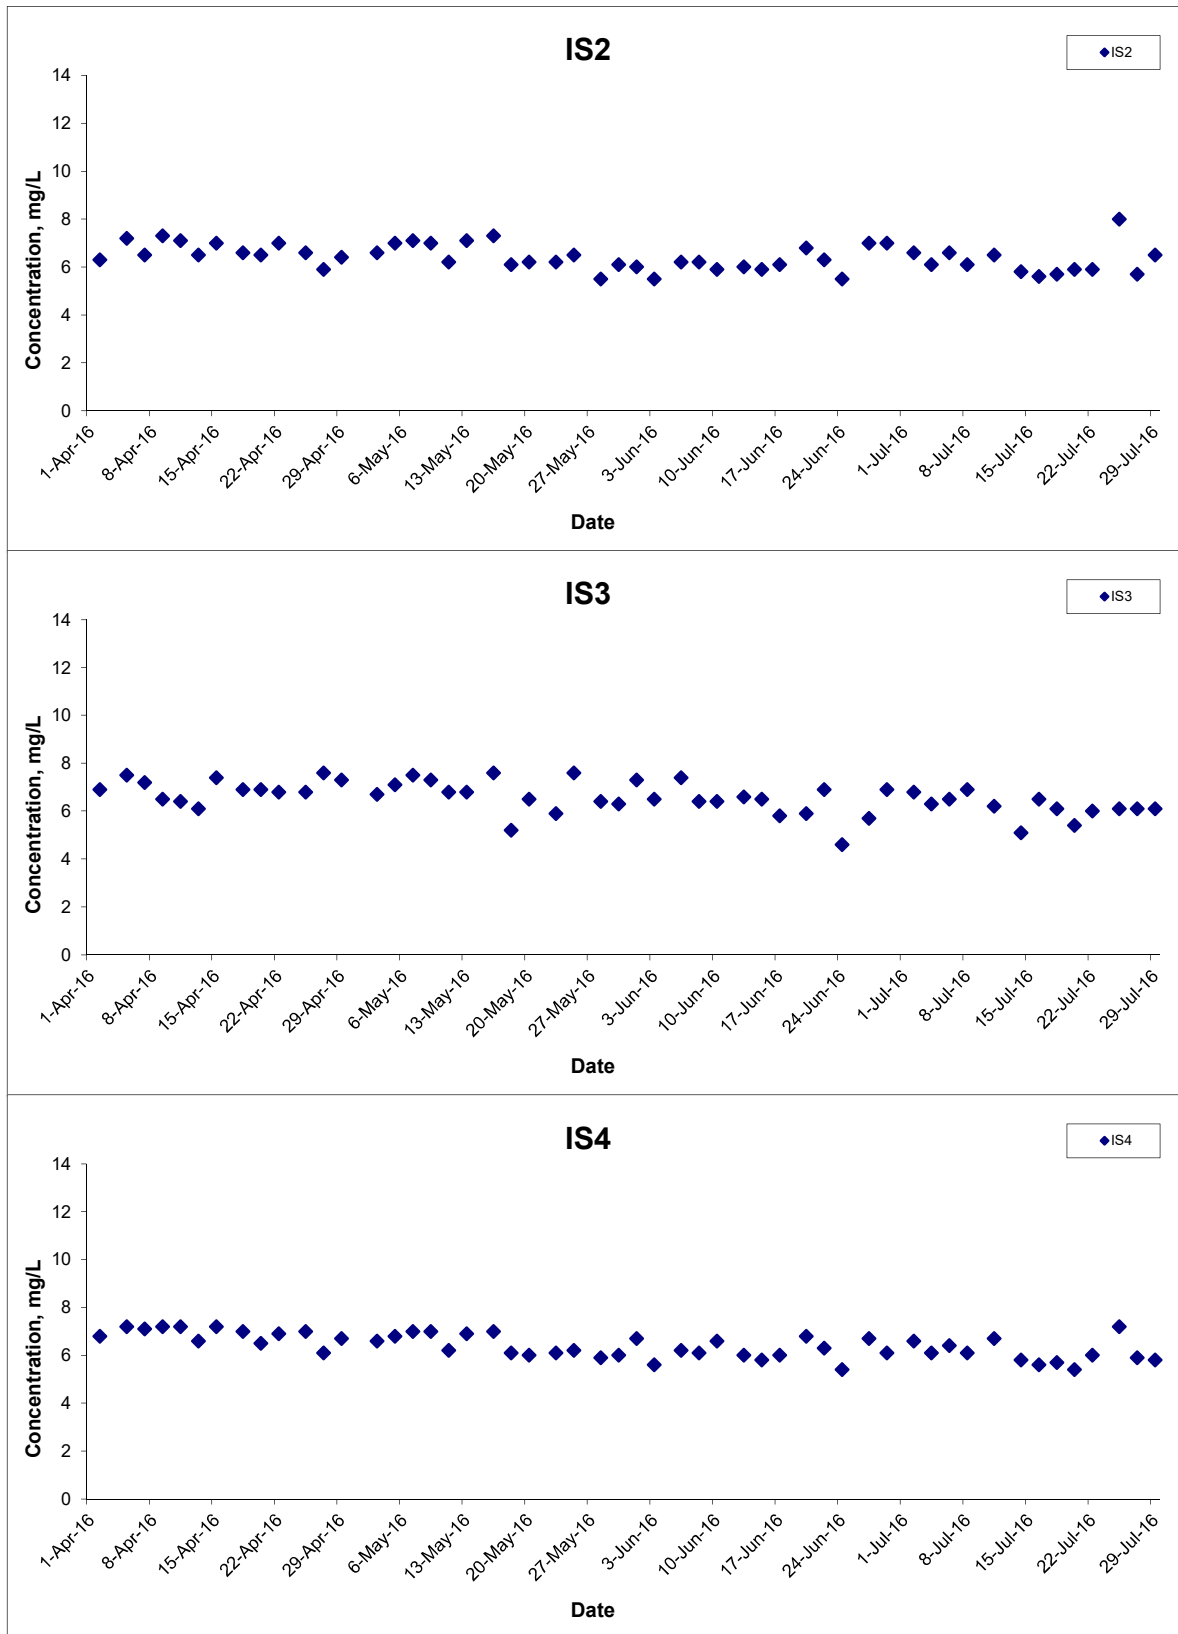 IS2
IS2
14
12
10
8
6
4
2
0
Concentration, mg/L
1-Apr-16
8-Apr-16
15-Apr-16
22-Apr-16
29-Apr-16
6-May-16
13-May-16
20-May-16
27-May-16
3-Jun-16
10-Jun-16
17-Jun-16
24-Jun-16
1-Jul-16
8-Jul-16
15-Jul-16
22-Jul-16
29-Jul-16
Date
IS3
IS3
14
12
10
8
6
4
2
0
Concentration, mg/L
1-Apr-16
8-Apr-16
15-Apr-16
22-Apr-16
29-Apr-16
6-May-16
13-May-16
20-May-16
27-May-16
3-Jun-16
10-Jun-16
17-Jun-16
24-Jun-16
1-Jul-16
8-Jul-16
15-Jul-16
22-Jul-16
29-Jul-16
Date
IS4
IS4
14
12
10
8
6
4
2
0
Concentration, mg/L
1-Apr-16
8-Apr-16
15-Apr-16
22-Apr-16
29-Apr-16
6-May-16
13-May-16
20-May-16
27-May-16
3-Jun-16
10-Jun-16
17-Jun-16
24-Jun-16
1-Jul-16
8-Jul-16
15-Jul-16
22-Jul-16
29-Jul-16
Date